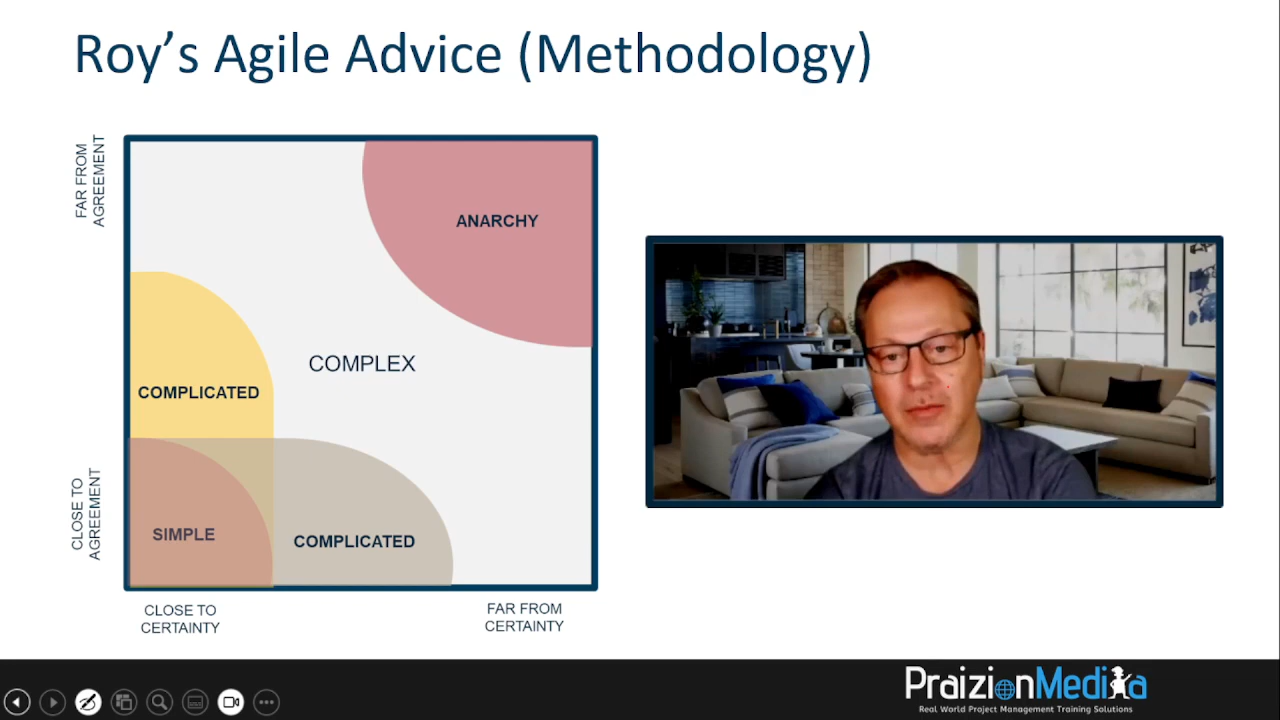 Roy's Agile Advice (Methodology)
FAR FROM
AGREEMENT
ANARCHY
COMPLEX
COMPLICATED
CLOSE TO
AGREEMENT
SIMPLE
COMPLICATED
CLOSE TO
CERTAINTY
FAR FROM
CERTAINTY
PraizionMedia
Real World Project Management Training Solutions